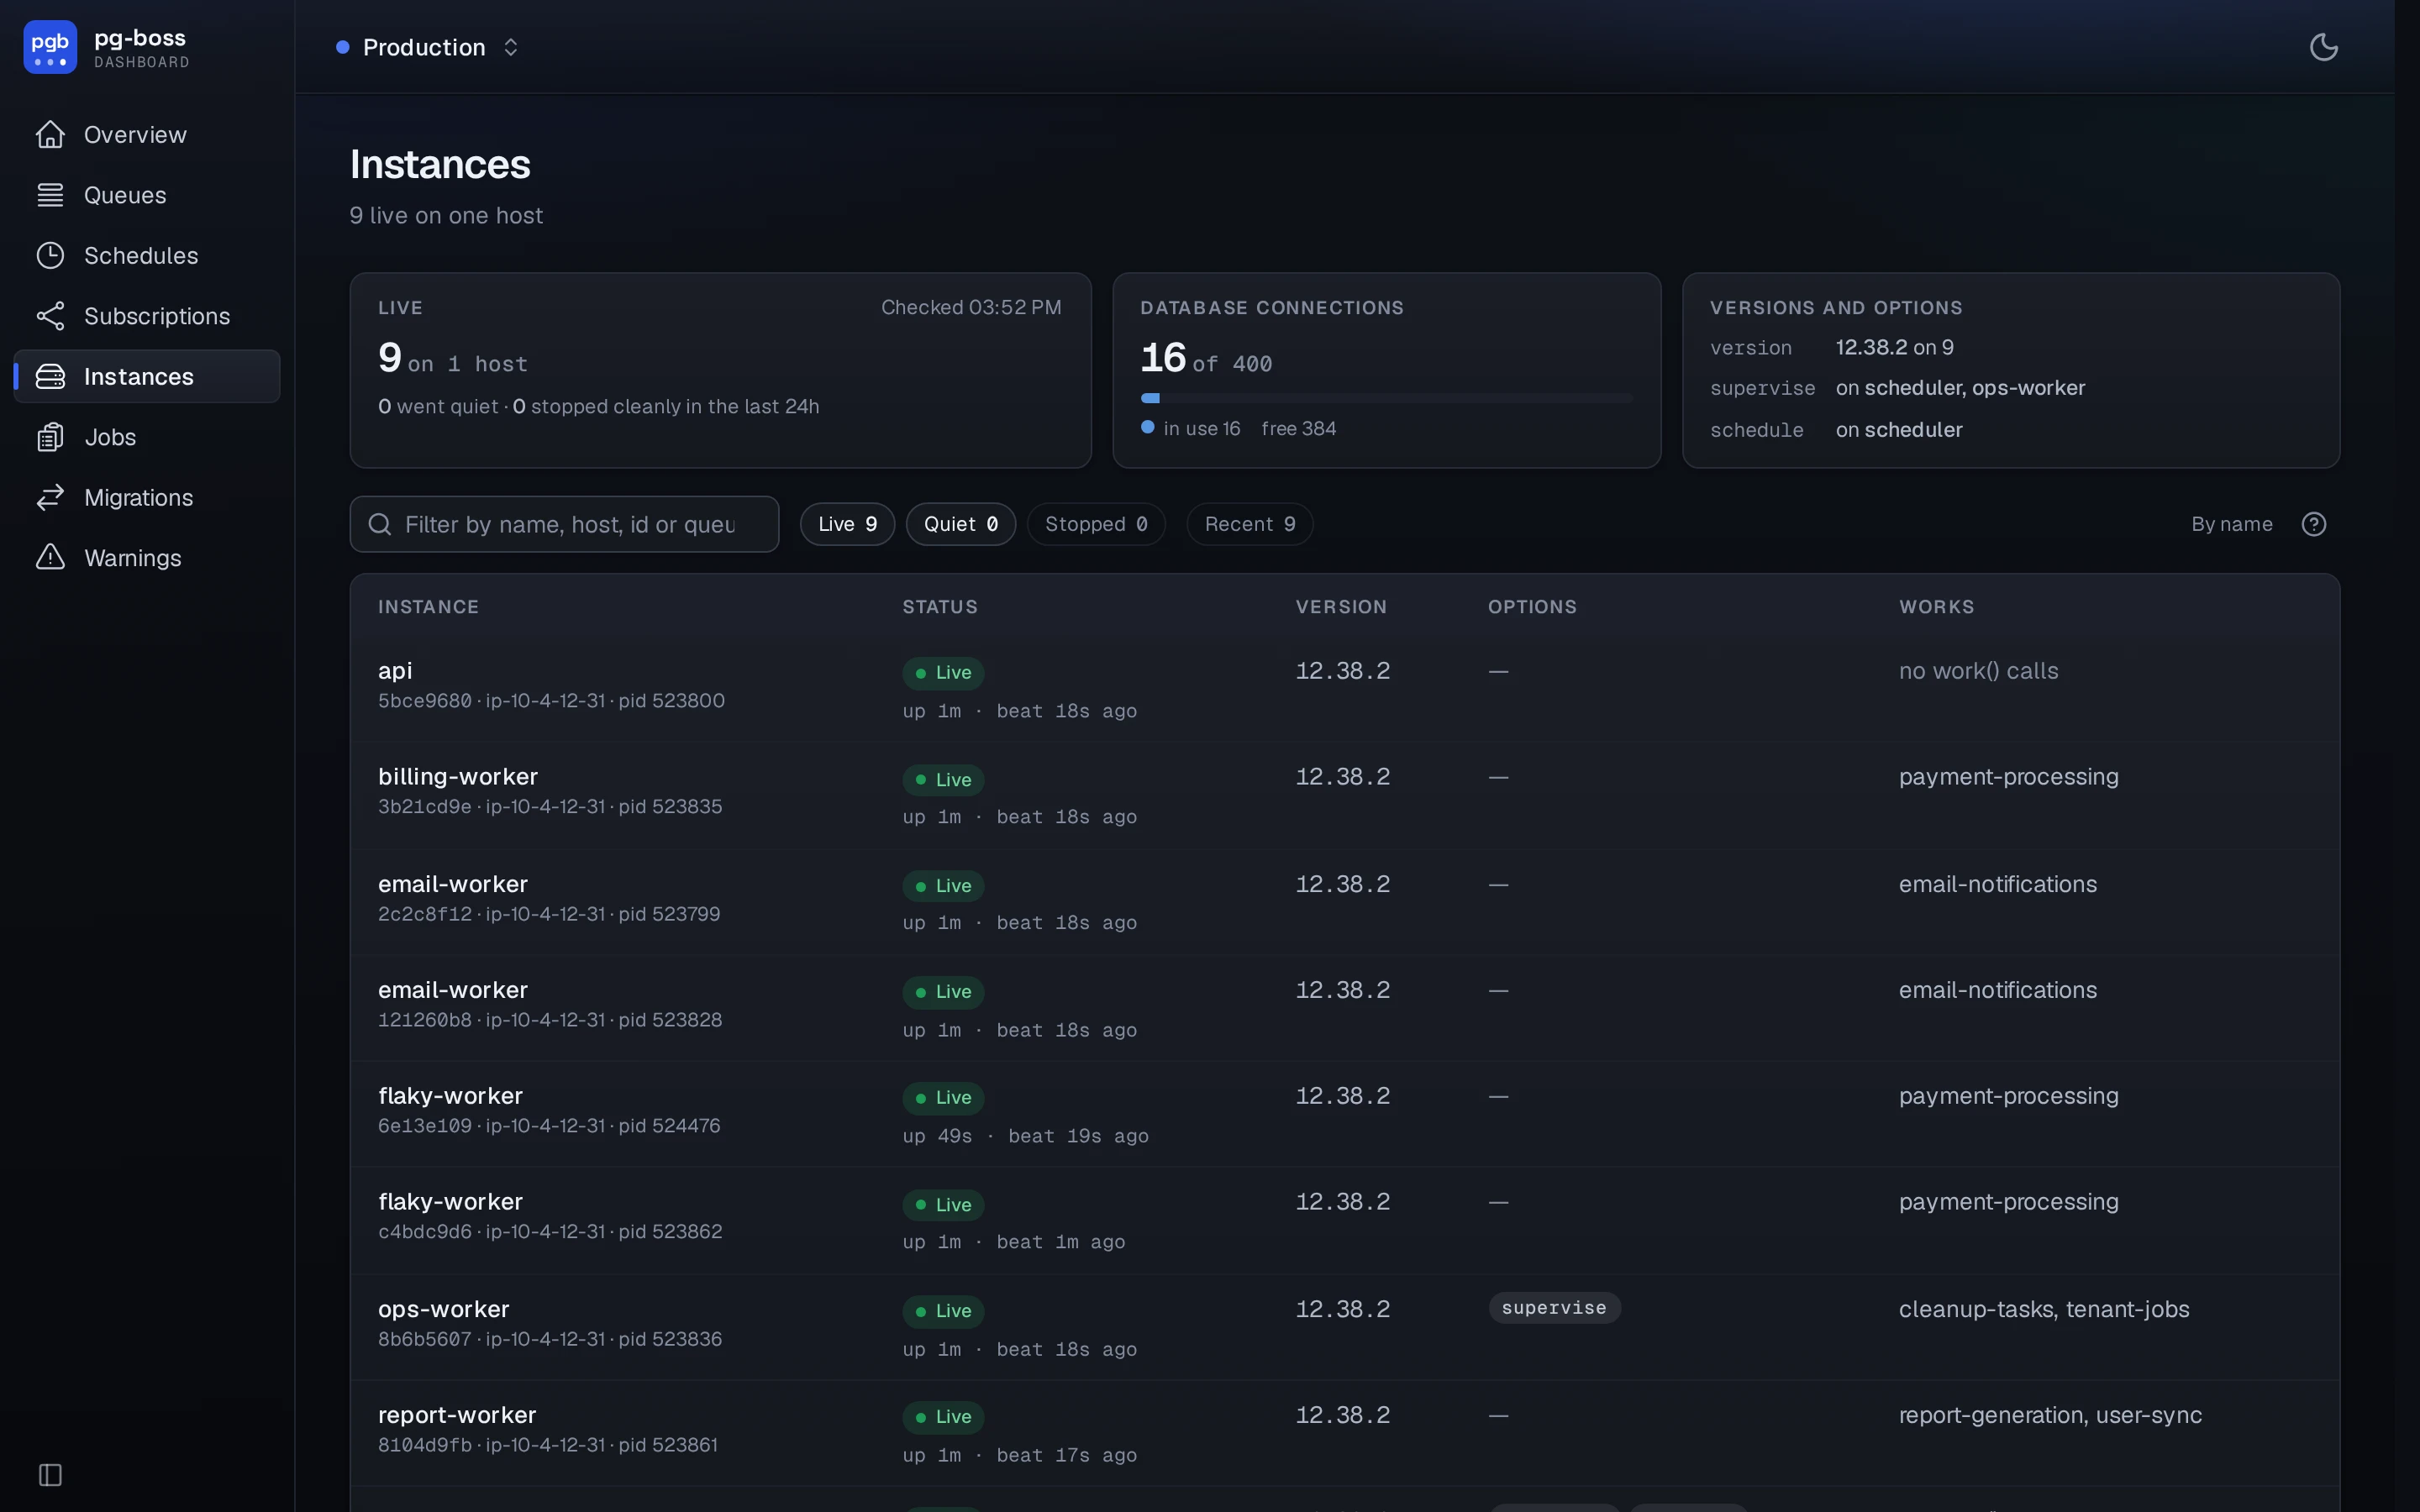 pgb
pg-boss
DASHBOARD
Overview
Queues
Schedules
Subscriptions
Instances
Jobs
Migrations
Warnings
Production
Instances
9 live on one host
LIVE
Checked 03:52 PM
9 on 1 host
0 went quiet · 0 stopped cleanly in the last 24h
DATABASE CONNECTIONS
16 of 400
in use 16 free 384
VERSIONS AND OPTIONS
version 12.38.2 on 9
supervise on scheduler, ops-worker
schedule on scheduler
Filter by name, host, id or queu
Live 9
Quiet 0
Stopped 0
Recent 9
By name
INSTANCE STATUS VERSION OPTIONS WORKS
api Live 12.38.2 — no work() calls
5bce9680 · ip-10-4-12-31 · pid 523800 up 1m · beat 18s ago
billing-worker Live 12.38.2 — payment-processing
3b21cd9e · ip-10-4-12-31 · pid 523835 up 1m · beat 18s ago
email-worker Live 12.38.2 — email-notifications
2c2c8f12 · ip-10-4-12-31 · pid 523799 up 1m · beat 18s ago
email-worker Live 12.38.2 — email-notifications
121260b8 · ip-10-4-12-31 · pid 523828 up 1m · beat 18s ago
flaky-worker Live 12.38.2 — payment-processing
6e13e109 · ip-10-4-12-31 · pid 524476 up 49s · beat 19s ago
flaky-worker Live 12.38.2 — payment-processing
c4bdc9d6 · ip-10-4-12-31 · pid 523862 up 1m · beat 1m ago
ops-worker Live 12.38.2 supervise cleanup-tasks, tenant-jobs
8b6b5607 · ip-10-4-12-31 · pid 523836 up 1m · beat 18s ago
report-worker Live 12.38.2 — report-generation, user-sync
8104d9fb · ip-10-4-12-31 · pid 523861 up 1m · beat 17s ago